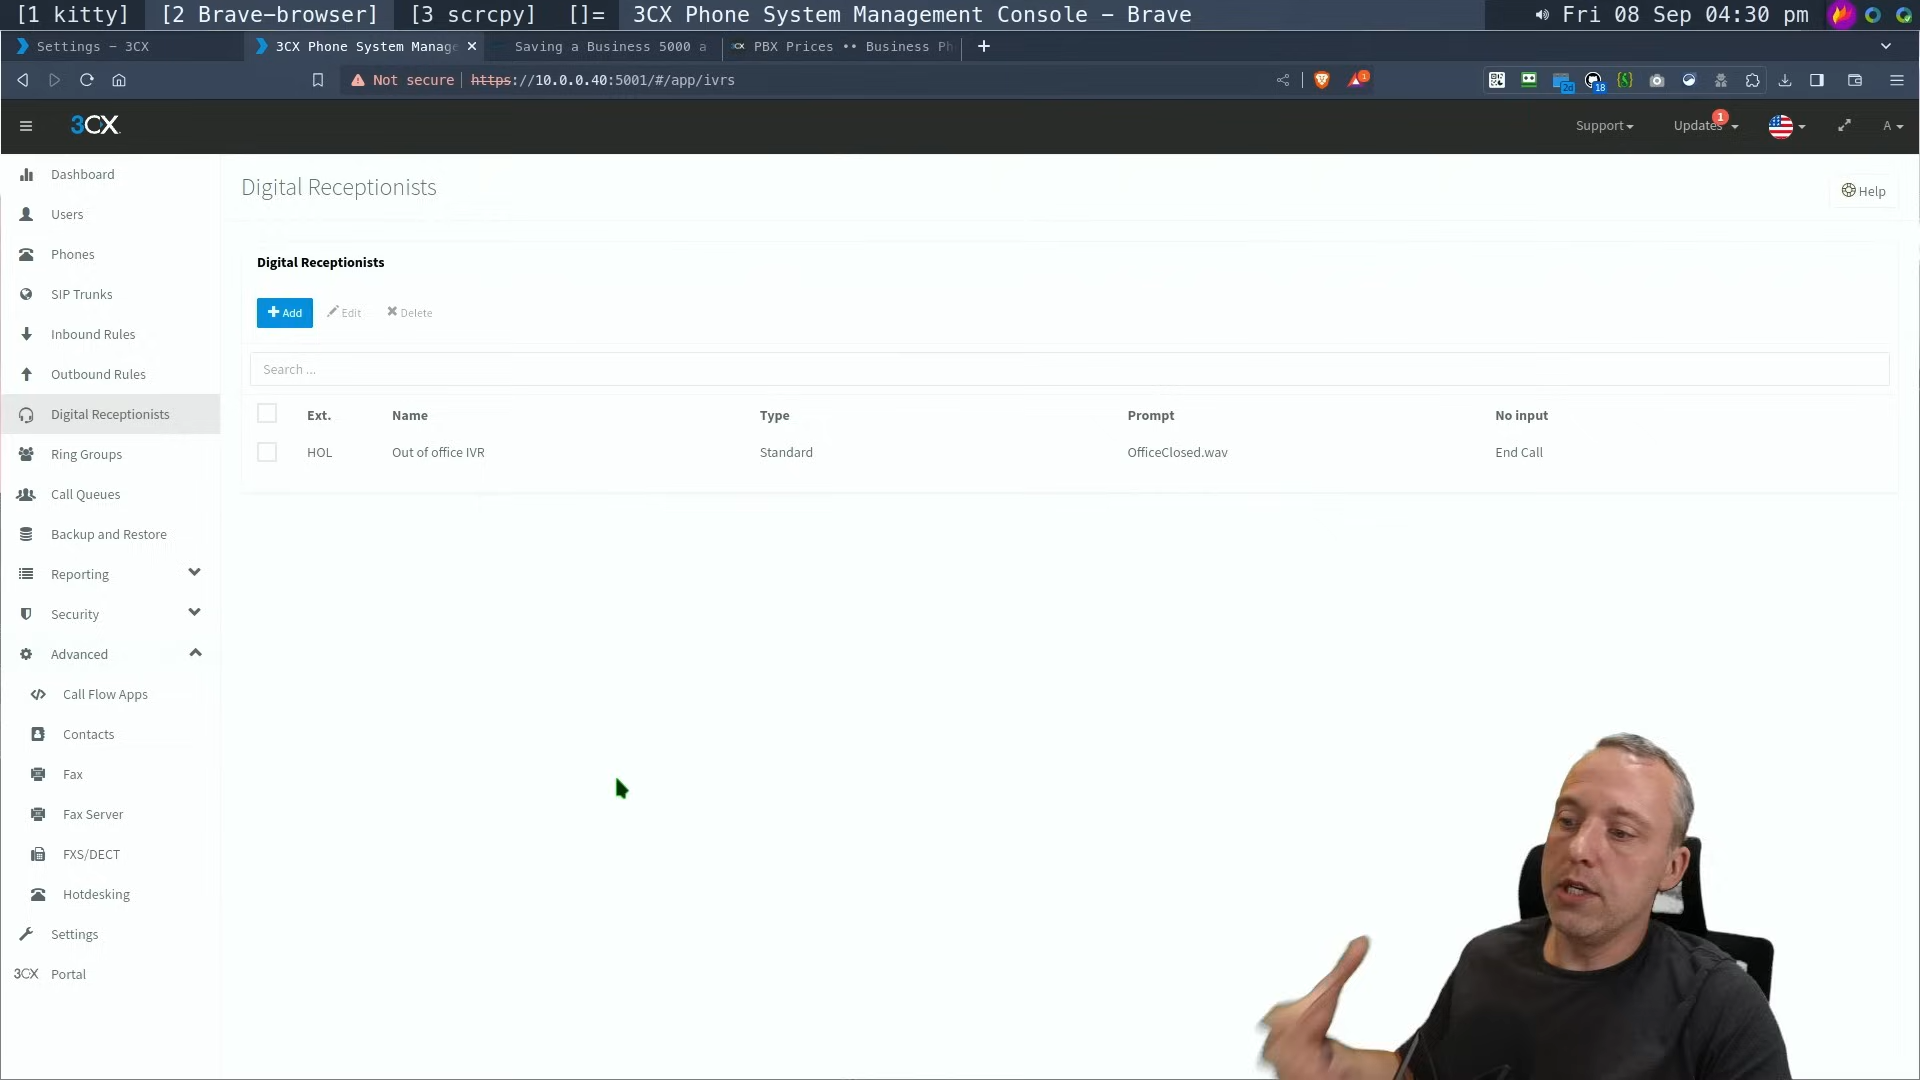 [1 kitty] [2 Brave-browser] [3 scrcpy] []= 3CX Phone System Management Console - Brave Fri 08 Sep 04:30 pm
Settings - 3CX 3CX Phone System Manage Saving a Business 5000 a PBX Prices •• Business Ph
Not secure https://10.0.0.40:5001/#/app/ivrs 1 2d 18
3CX Support Updates 1 A
Dashboard
Users
Phones
SIP Trunks
Inbound Rules
Outbound Rules
Digital Receptionists
Ring Groups
Call Queues
Backup and Restore
Reporting
Security
Advanced
Call Flow Apps
Contacts
Fax
Fax Server
FXS/DECT
Hotdesking
Settings
3CX Portal
Digital Receptionists
Help
Digital Receptionists
+ Add Edit Delete
Search ...
Ext. Name Type Prompt No input
HOL Out of office IVR Standard OfficeClosed.wav End Call